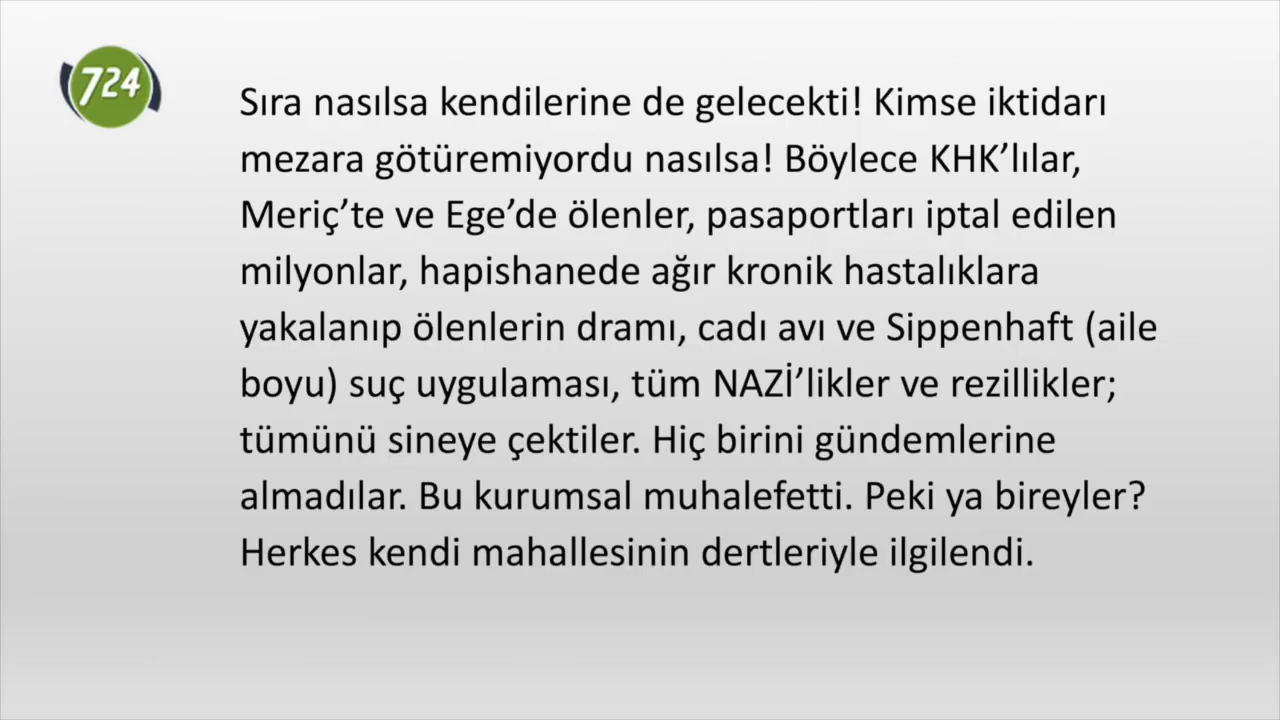 724
Sıra nasılsa kendilerine de gelecekti! Kimse iktidarı
mezara götüremiyordu nasılsa! Böylece KHK’lılar,
Meriç’te ve Ege’de ölenler, pasaportları iptal edilen
milyonlar, hapishanede ağır kronik hastalıklara
yakalanıp ölenlerin dramı, cadı avı ve Sippenhaft (aile
boyu) suç uygulaması, tüm NAZİ’likler ve rezillikler;
tümünü sineye çektiler. Hiç birini gündemlerine
almadılar. Bu kurumsal muhalefetti. Peki ya bireyler?
Herkes kendi mahallesinin dertleriyle ilgilendi.